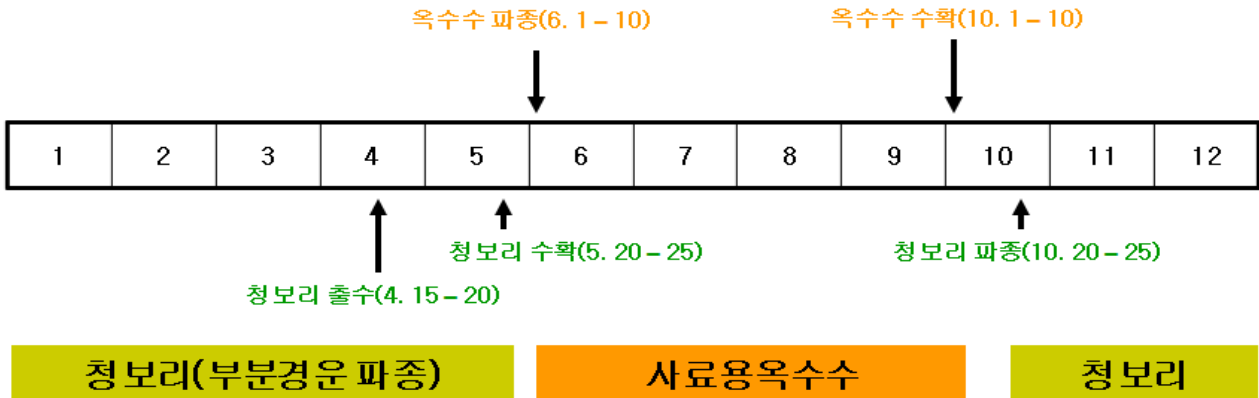 옥수수 파종(6. 1 – 10) 옥수수 수확(10. 1 – 10)
1 2 3 4 5 6 7 8 9 10 11 12
청보리 수확(5. 20 – 25) 청보리 파종(10. 20 – 25)
청보리 출수(4. 15 – 20)
청보리(부분경운 파종) 사료용옥수수 청보리